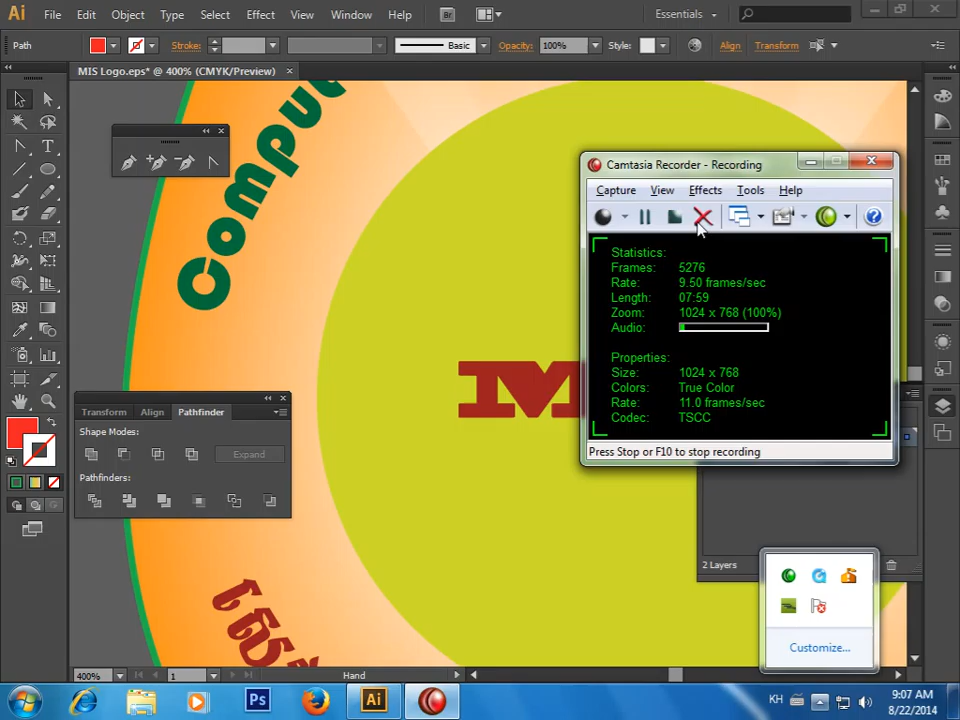 Ai File Edit Object Type Select Effect View Window Help Br Essentials
Path Stroke: Basic Opacity: 100% Style: Align Transform
MIS Logo.eps* @ 400% (CMYK/Preview) ×
Comput
Camtasia Recorder - Recording
Capture View Effects Tools Help
Statistics:
Frames: 5276
Rate: 9.50 frames/sec
Length: 07:59
Zoom: 1024 x 768 (100%)
Audio:
Properties:
Size: 1024 x 768
Colors: True Color
Rate: 11.0 frames/sec
Codec: TSCC
Press Stop or F10 to stop recording
M
Transform Align Pathfinder
Shape Modes:
Expand
Pathfinders:
2 Layers
Customize...
400% 1 Hand
Ps Ai KH 9:07 AM
8/22/2014